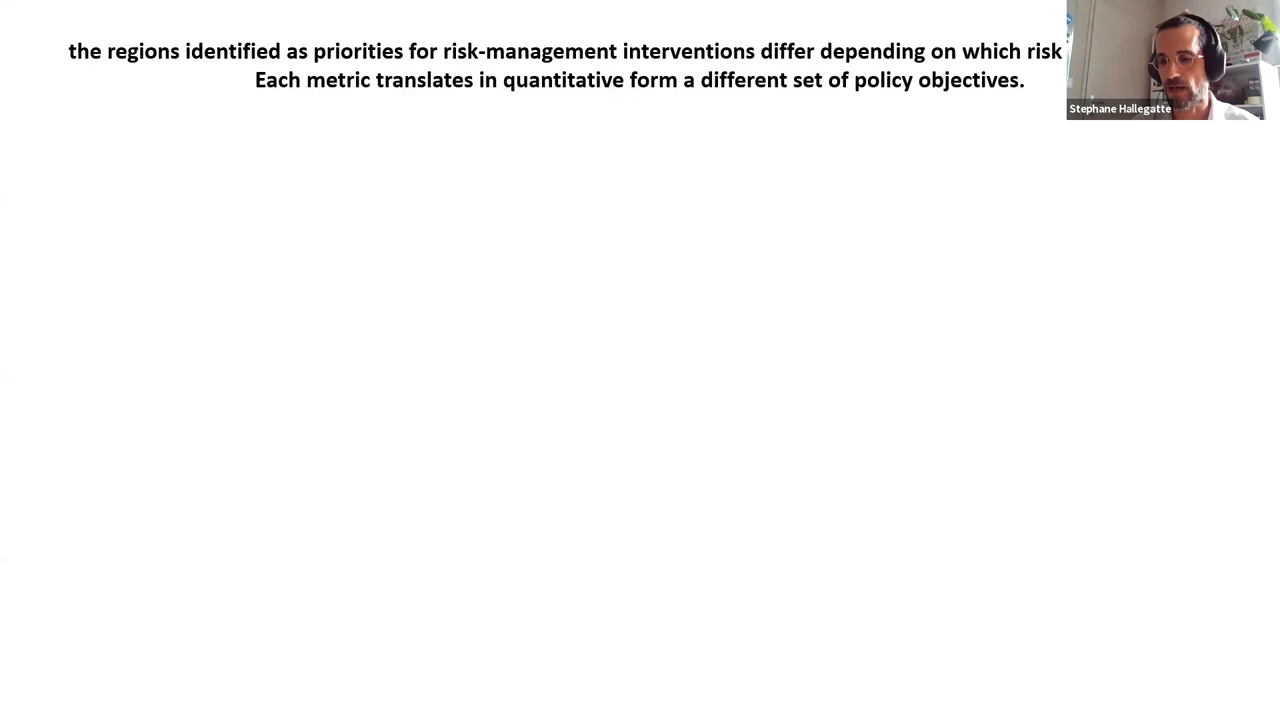 the regions identified as priorities for risk-management interventions differ depending on which risk
Each metric translates in quantitative form a different set of policy objectives.
Stephane Hallegatte